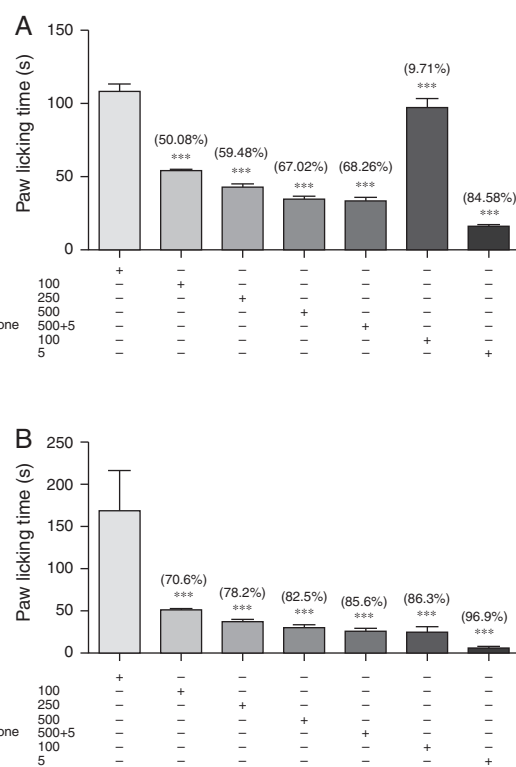 A
150
100
50
0
Paw licking time (s)
(50.08%)
(59.48%)
(67.02%)
(68.26%)
(9.71%)
(84.58%)
*** *** *** *** *** ***
+ – – – – – –
100 – + – – – – –
250 – – + – – – –
500 – – – + – – –
one 500+5 – – – – + – –
100 – – – – – + –
5 – – – – – – +
B
250
200
150
100
50
0
Paw licking time (s)
(70.6%)
(78.2%)
(82.5%)
(85.6%)
(86.3%)
(96.9%)
*** *** *** *** *** ***
+ – – – – – –
100 – + – – – – –
250 – – + – – – –
500 – – – + – – –
one 500+5 – – – – + – –
100 – – – – – + –
5 – – – – – – +